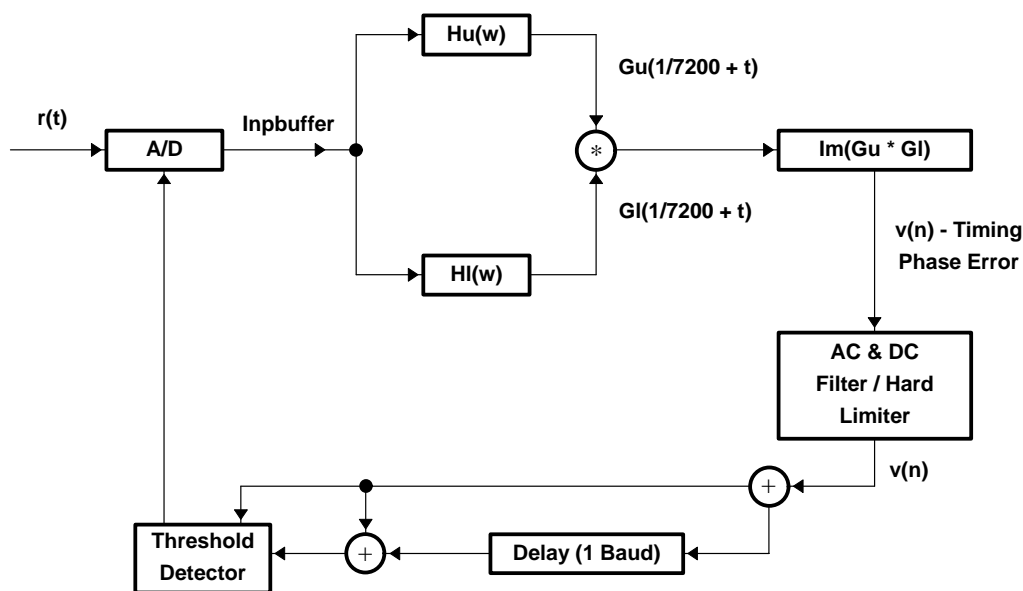 Hu(w)
Gu(1/7200 + t)
r(t)
Inpbuffer
A/D
*
Im(Gu * Gl)
Gl(1/7200 + t)
v(n) - Timing
Phase Error
Hl(w)
AC & DC
Filter / Hard
Limiter
v(n)
+
Threshold
Detector
+
Delay (1 Baud)